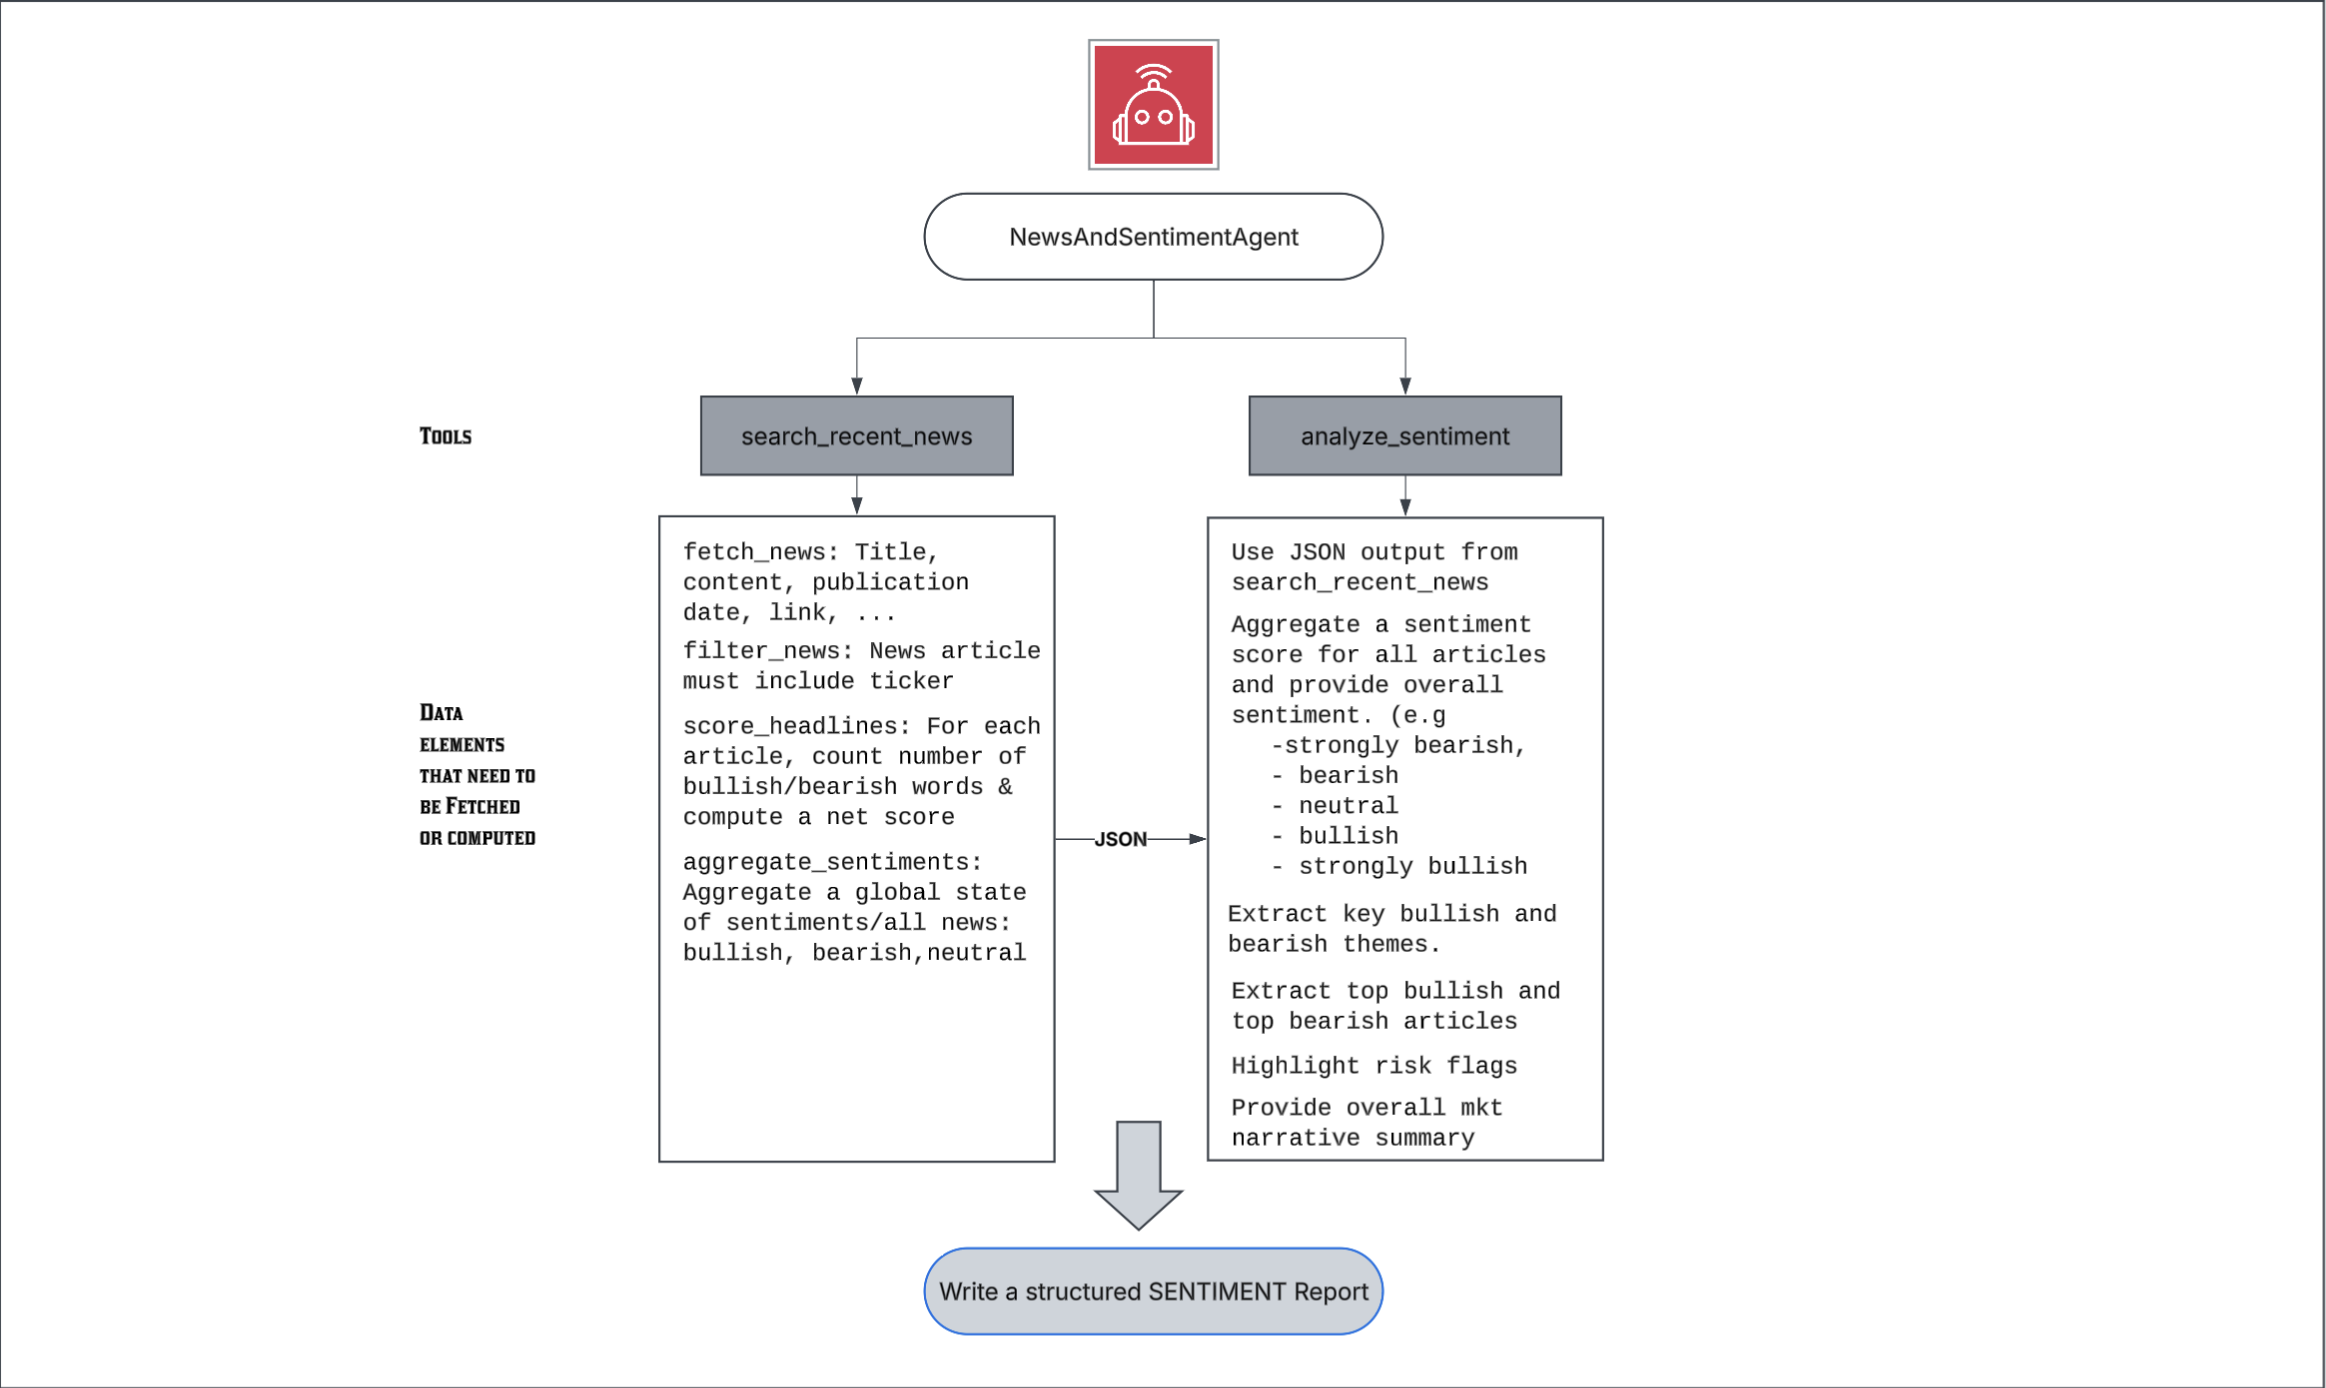 NewsAndSentimentAgent
Tools
search_recent_news
analyze_sentiment
Data
elements
that need to
be Fetched
or computed
fetch_news: Title,
content, publication
date, link, ...
filter_news: News article
must include ticker
score_headlines: For each
article, count number of
bullish/bearish words &
compute a net score
aggregate_sentiments:
Aggregate a global state
of sentiments/all news:
bullish, bearish,neutral
JSON
Use JSON output from
search_recent_news
Aggregate a sentiment
score for all articles
and provide overall
sentiment. (e.g
-strongly bearish,
- bearish
- neutral
- bullish
- strongly bullish
Extract key bullish and
bearish themes.
Extract top bullish and
top bearish articles
Highlight risk flags
Provide overall mkt
narrative summary
Write a structured SENTIMENT Report